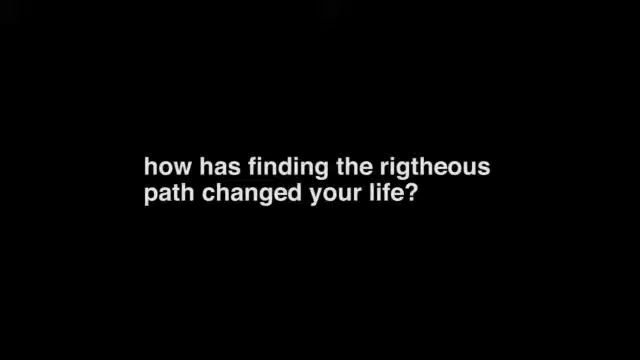 how has finding the rigtheous
path changed your life?